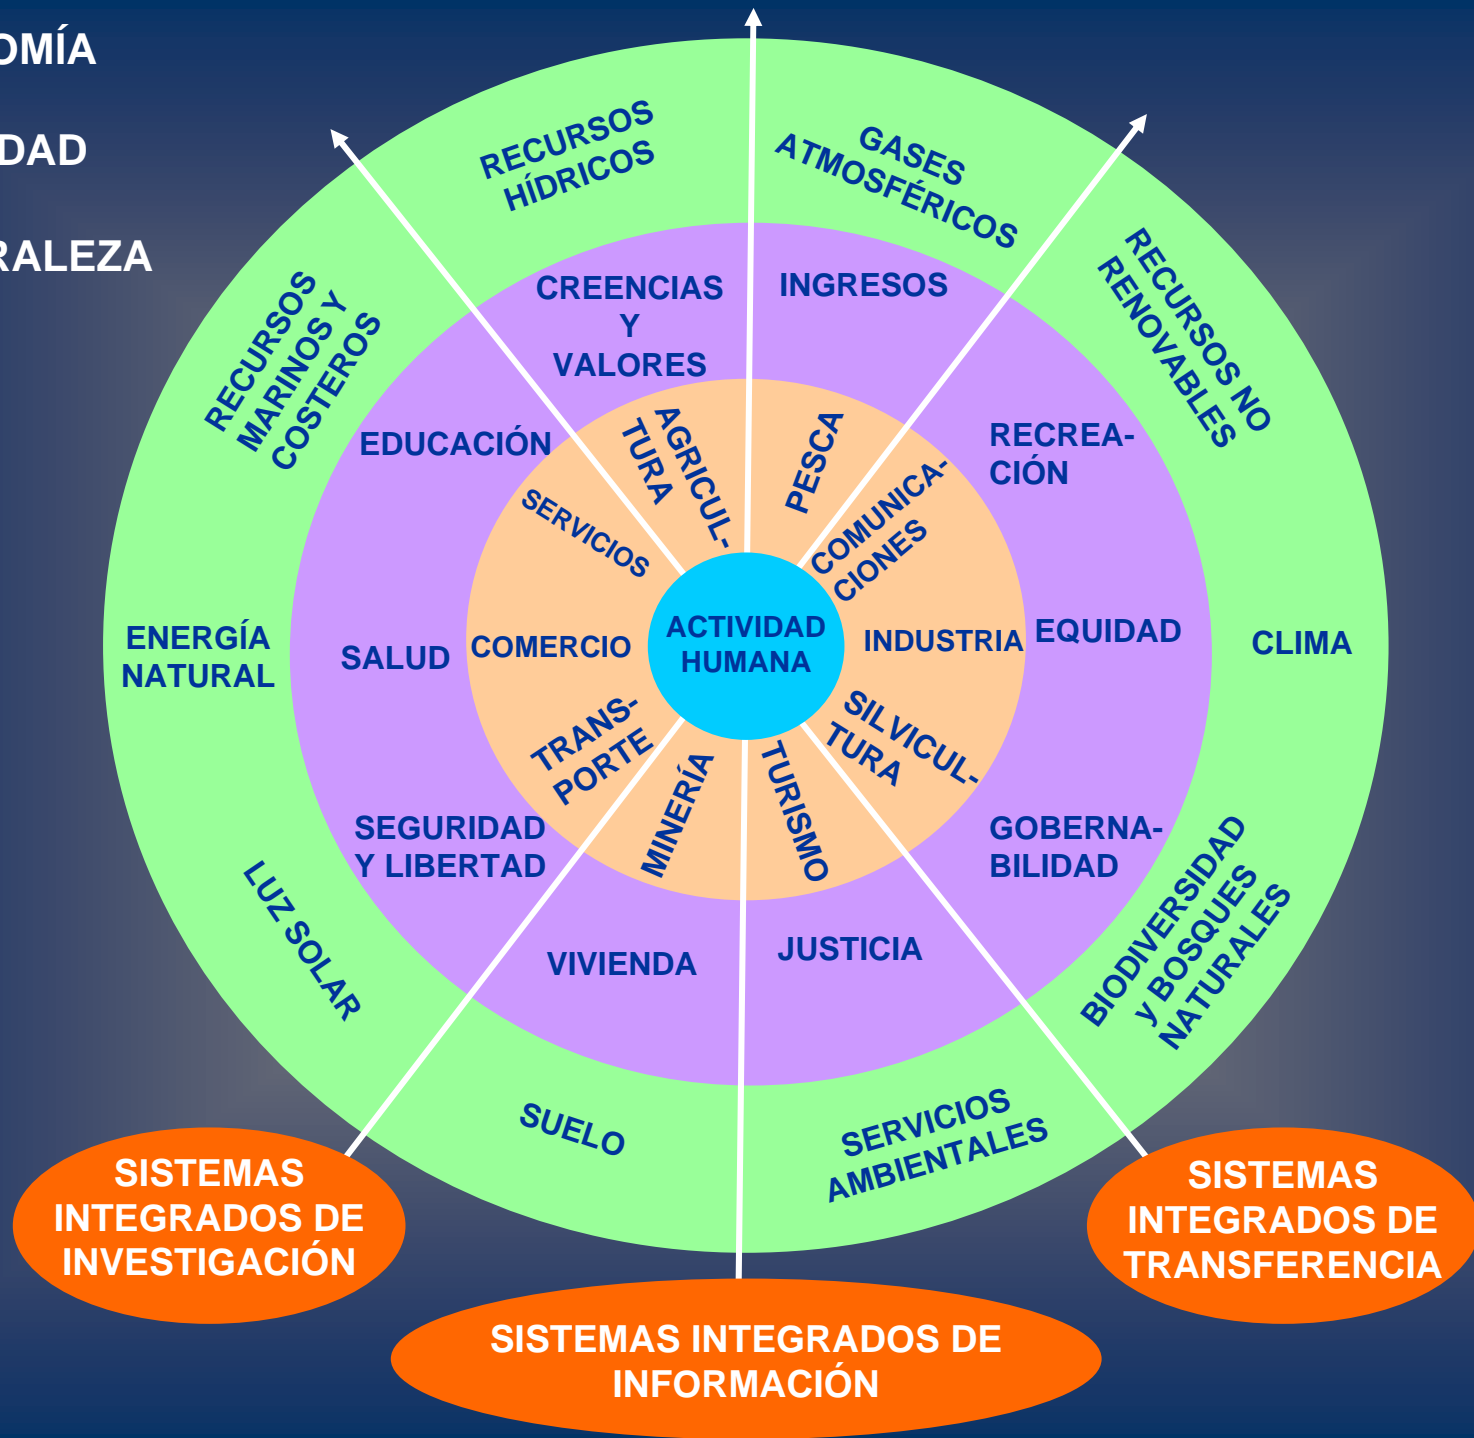 OMÍA
DAD
RALEZA
RECURSOS
HÍDRICOS
GASES
ATMOSFÉRICOS
RECURSOS NO
RENOVABLES
RECURSOS
MARINOS Y
COSTEROS
CREENCIAS
Y
VALORES
INGRESOS
EDUCACIÓN
RECREA-
CIÓN
AGRICUL-
TURA
PESCA
SERVICIOS
COMUNICA-
CIONES
ENERGÍA
NATURAL
SALUD
COMERCIO
ACTIVIDAD
HUMANA
INDUSTRIA
EQUIDAD
CLIMA
TRANS-
PORTE
MINERÍA
TURISMO
SILVICUL-
TURA
SEGURIDAD
Y LIBERTAD
GOBERNA-
BILIDAD
LUZ SOLAR
VIVIENDA
JUSTICIA
BIODIVERSIDAD
y BOSQUES
NATURALES
SUELO
SERVICIOS
AMBIENTALES
SISTEMAS
INTEGRADOS DE
INVESTIGACIÓN
SISTEMAS INTEGRADOS DE
INFORMACIÓN
SISTEMAS
INTEGRADOS DE
TRANSFERENCIA